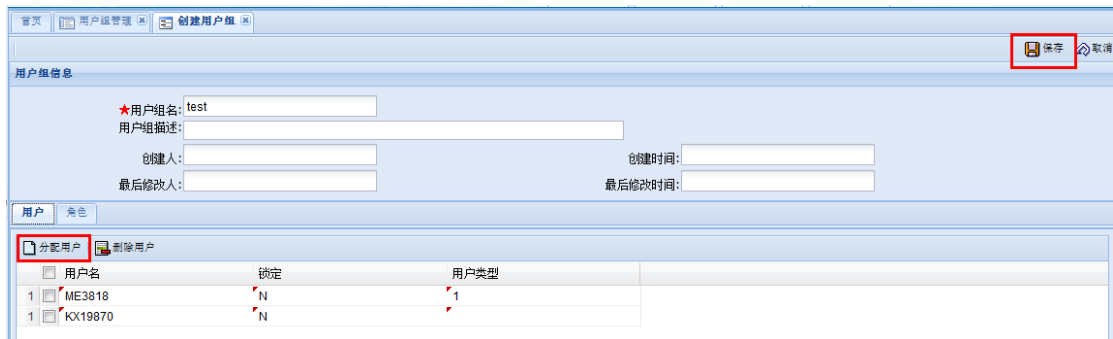 首页 用户组管理 创建用户组
保存 取消
用户组信息
★用户组名: test
用户组描述:
创建人: 创建时间:
最后修改人: 最后修改时间:
用户 角色
分配用户 删除用户
用户名 锁定 用户类型
1 ME3818 N 1
1 KX19870 N